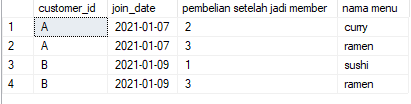 customer_id join_date pembelian setelah jadi member nama menu
1 A 2021-01-07 2 curry
2 A 2021-01-07 3 ramen
3 B 2021-01-09 1 sushi
4 B 2021-01-09 3 ramen